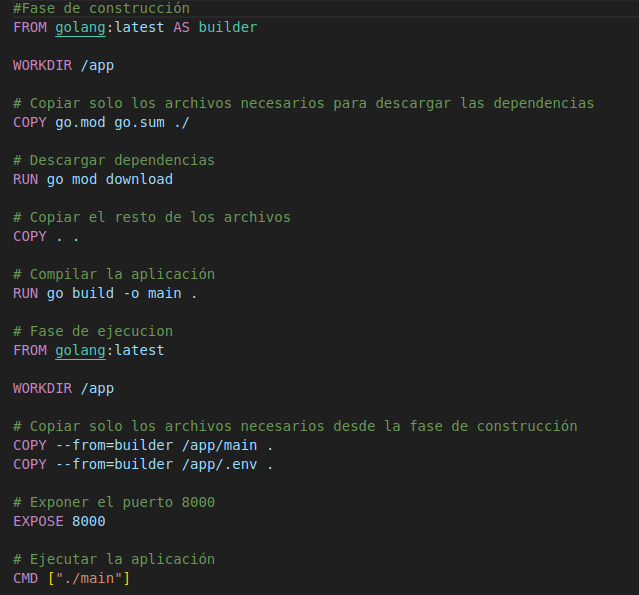 #Fase de construcción
FROM golang:latest AS builder
WORKDIR /app
# Copiar solo los archivos necesarios para descargar las dependencias
COPY go.mod go.sum ./
# Descargar dependencias
RUN go mod download
# Copiar el resto de los archivos
COPY . .
# Compilar la aplicación
RUN go build -o main .
# Fase de ejecucion
FROM golang:latest
WORKDIR /app
# Copiar solo los archivos necesarios desde la fase de construcción
COPY --from=builder /app/main .
COPY --from=builder /app/.env .
# Exponer el puerto 8000
EXPOSE 8000
# Ejecutar la aplicación
CMD ["./main"]